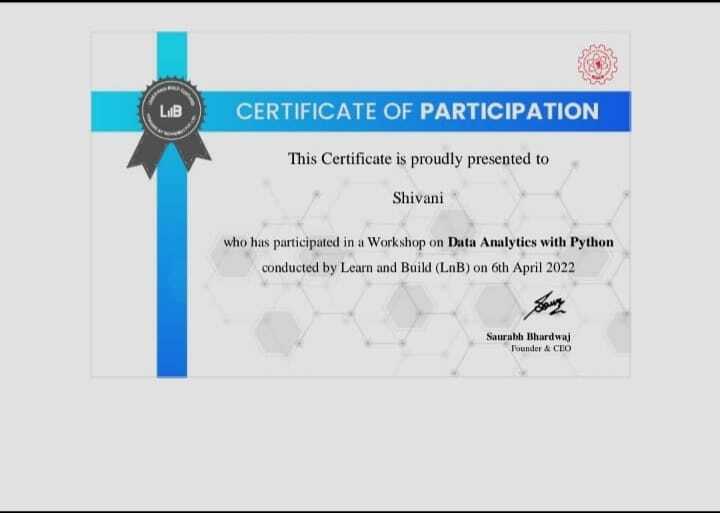 LnB
CERTIFICATE OF PARTICIPATION
This Certificate is proudly presented to
Shivani
who has participated in a Workshop on Data Analytics with Python
conducted by Learn and Build (LnB) on 6th April 2022
Saurabh Bhardwaj
Founder & CEO